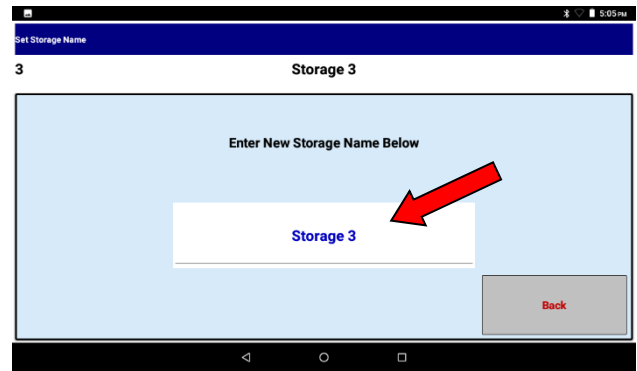 5:05 PM
Set Storage Name
3 Storage 3
Enter New Storage Name Below
Storage 3
Back